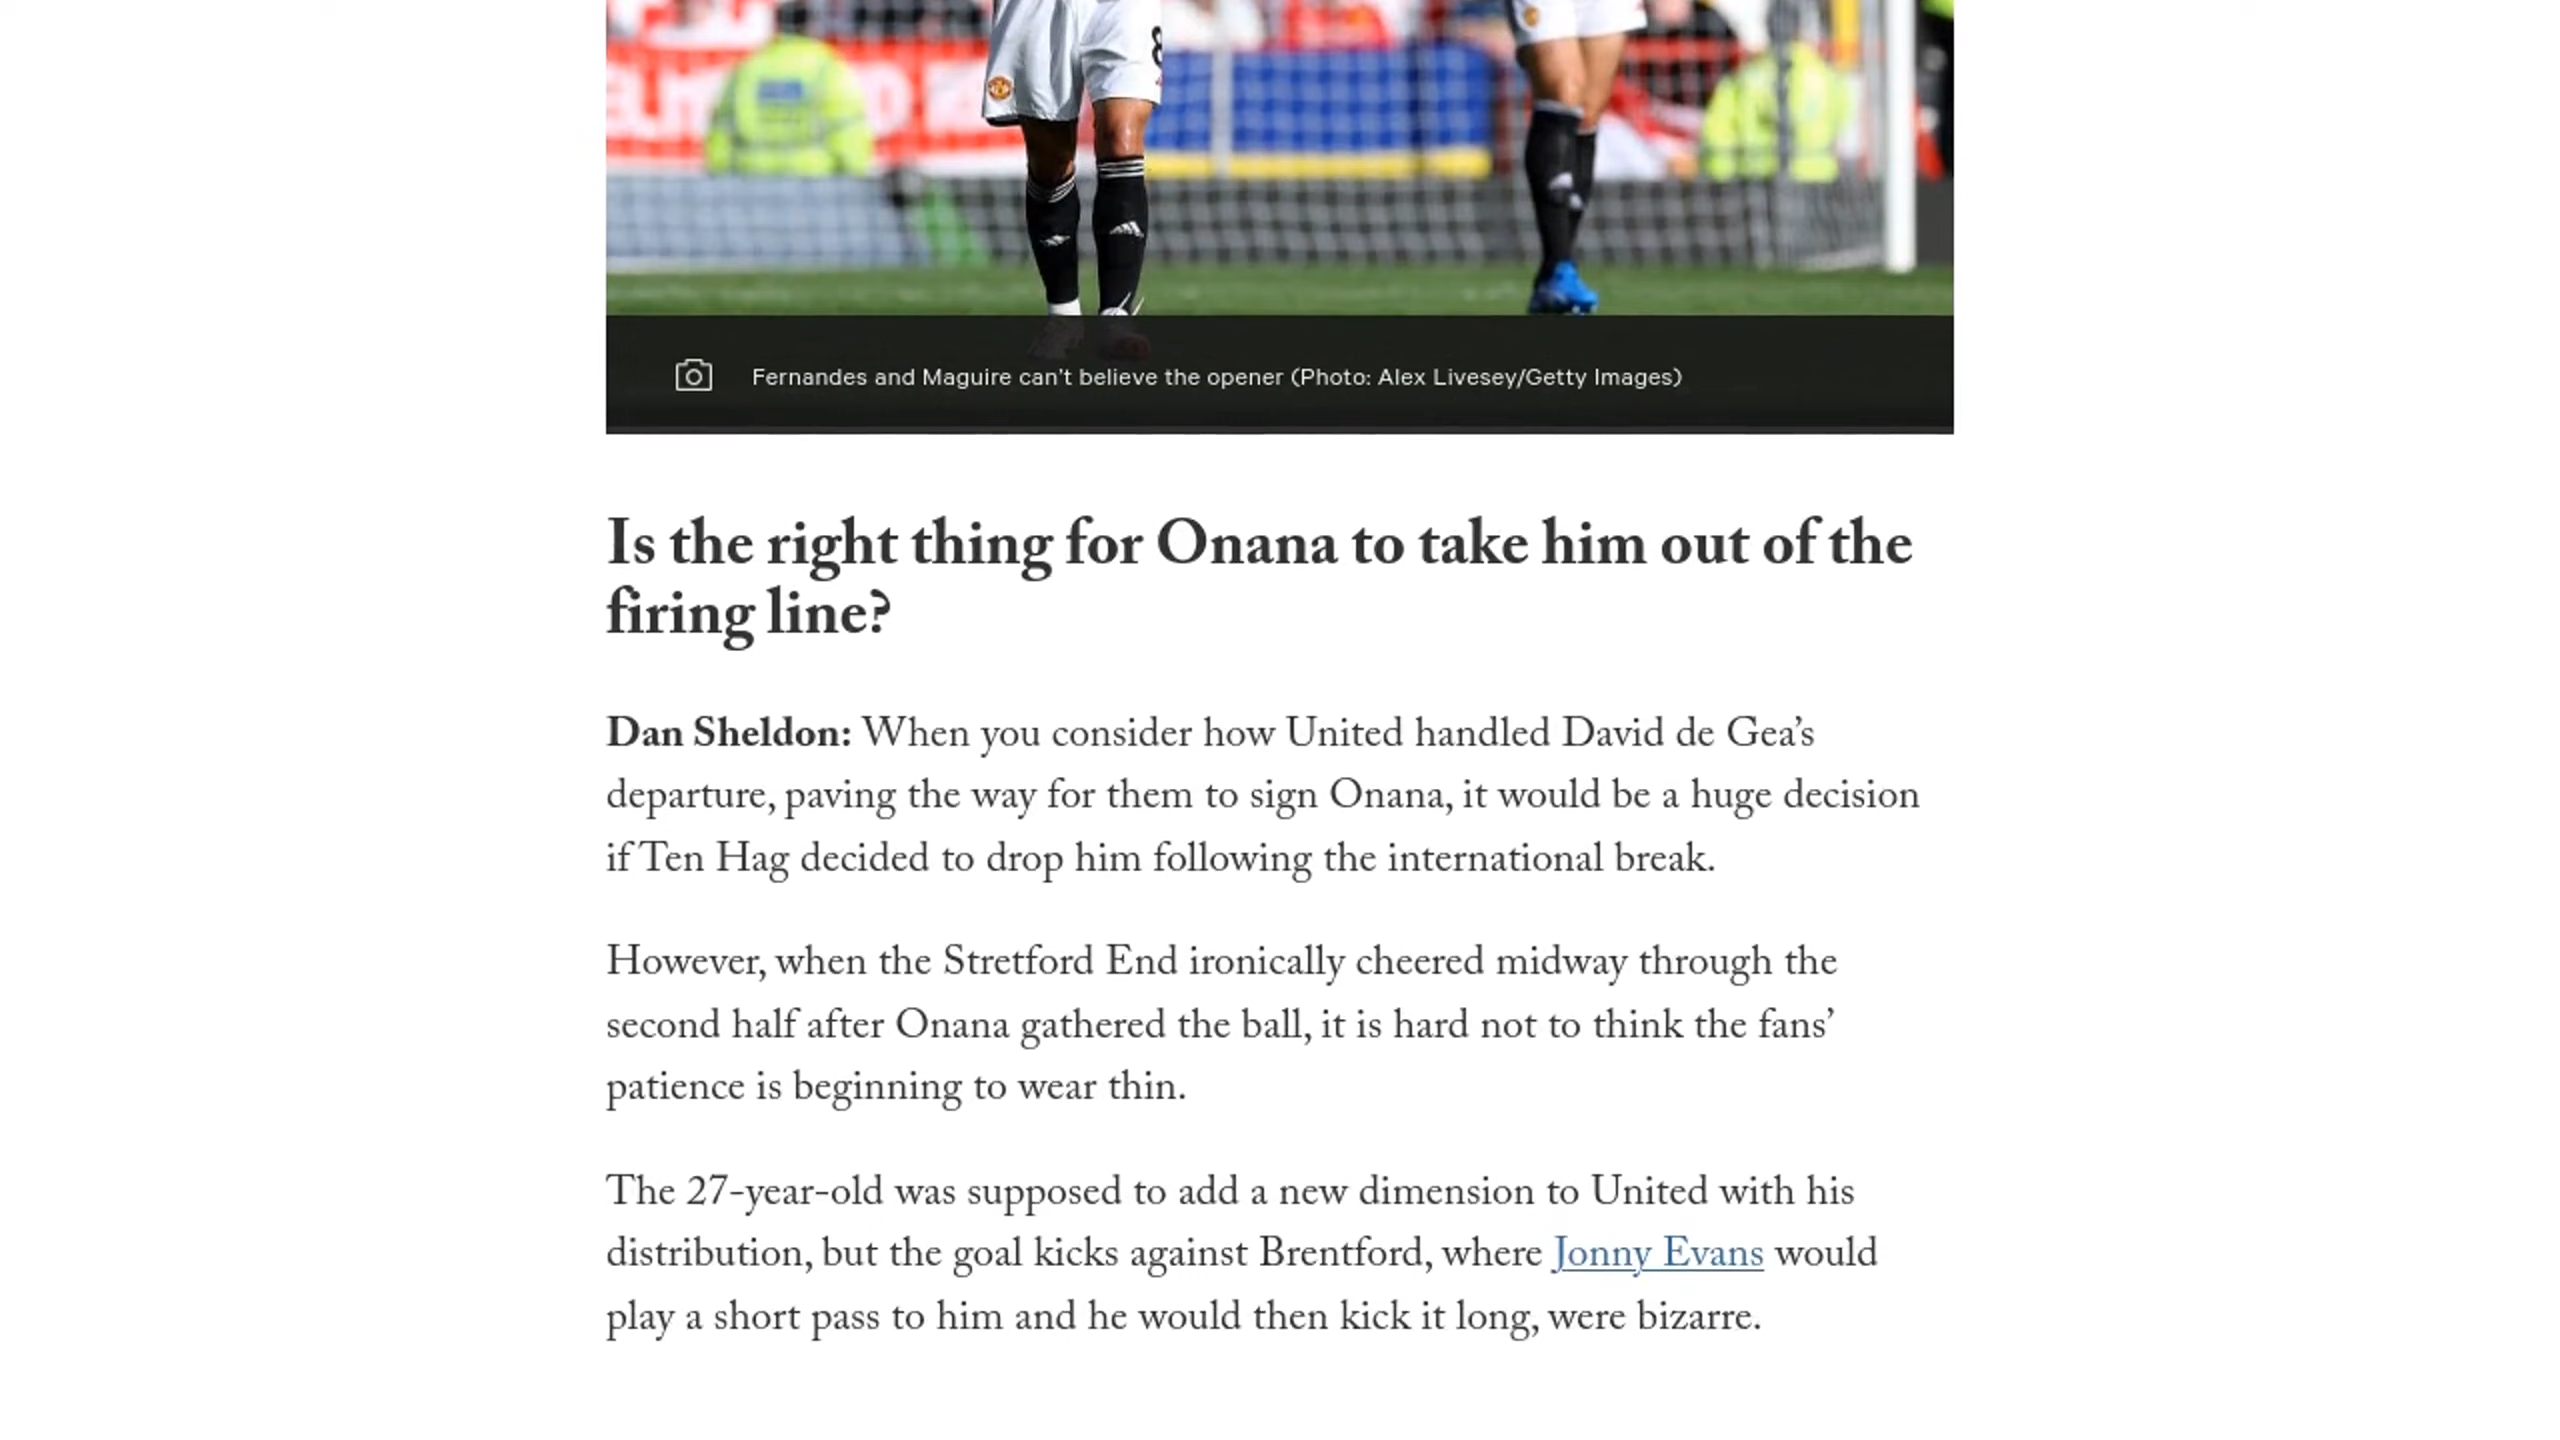 8
Fernandes and Maguire can't believe the opener (Photo: Alex Livesey/Getty Images)
Is the right thing for Onana to take him out of the
firing line?
Dan Sheldon: When you consider how United handled David de Gea’s
departure, paving the way for them to sign Onana, it would be a huge decision
if Ten Hag decided to drop him following the international break.
However, when the Stretford End ironically cheered midway through the
second half after Onana gathered the ball, it is hard not to think the fans’
patience is beginning to wear thin.
The 27-year-old was supposed to add a new dimension to United with his
distribution, but the goal kicks against Brentford, where Jonny Evans would
play a short pass to him and he would then kick it long, were bizarre.